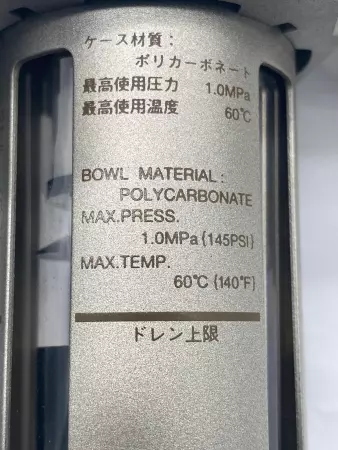 ケース材質：
ポリカーボネート
最高使用圧力 1.0MPa
最高使用温度 60℃
BOWL MATERIAL:
POLYCARBONATE
MAX.PRESS.
1.0MPa(145PSI)
MAX.TEMP.
60℃(140°F)
ドレン上限